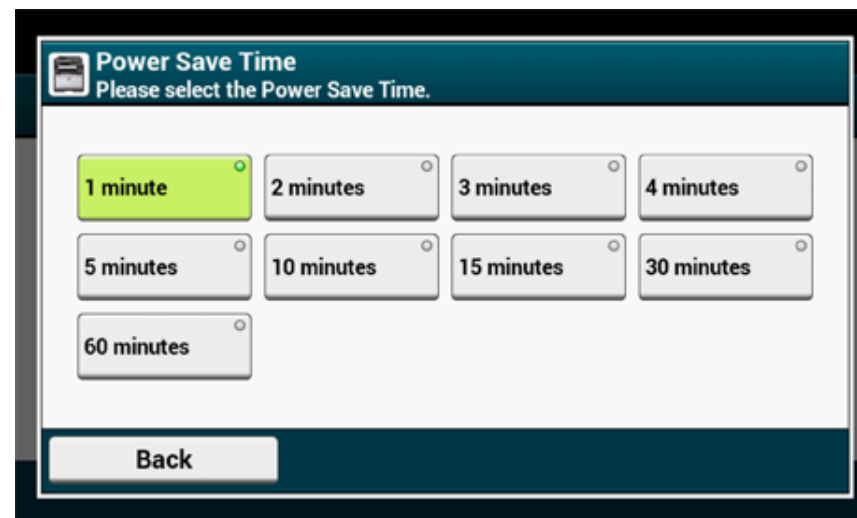 Power Save Time
Please select the Power Save Time.
1 minute
2 minutes
3 minutes
4 minutes
5 minutes
10 minutes
15 minutes
30 minutes
60 minutes
Back